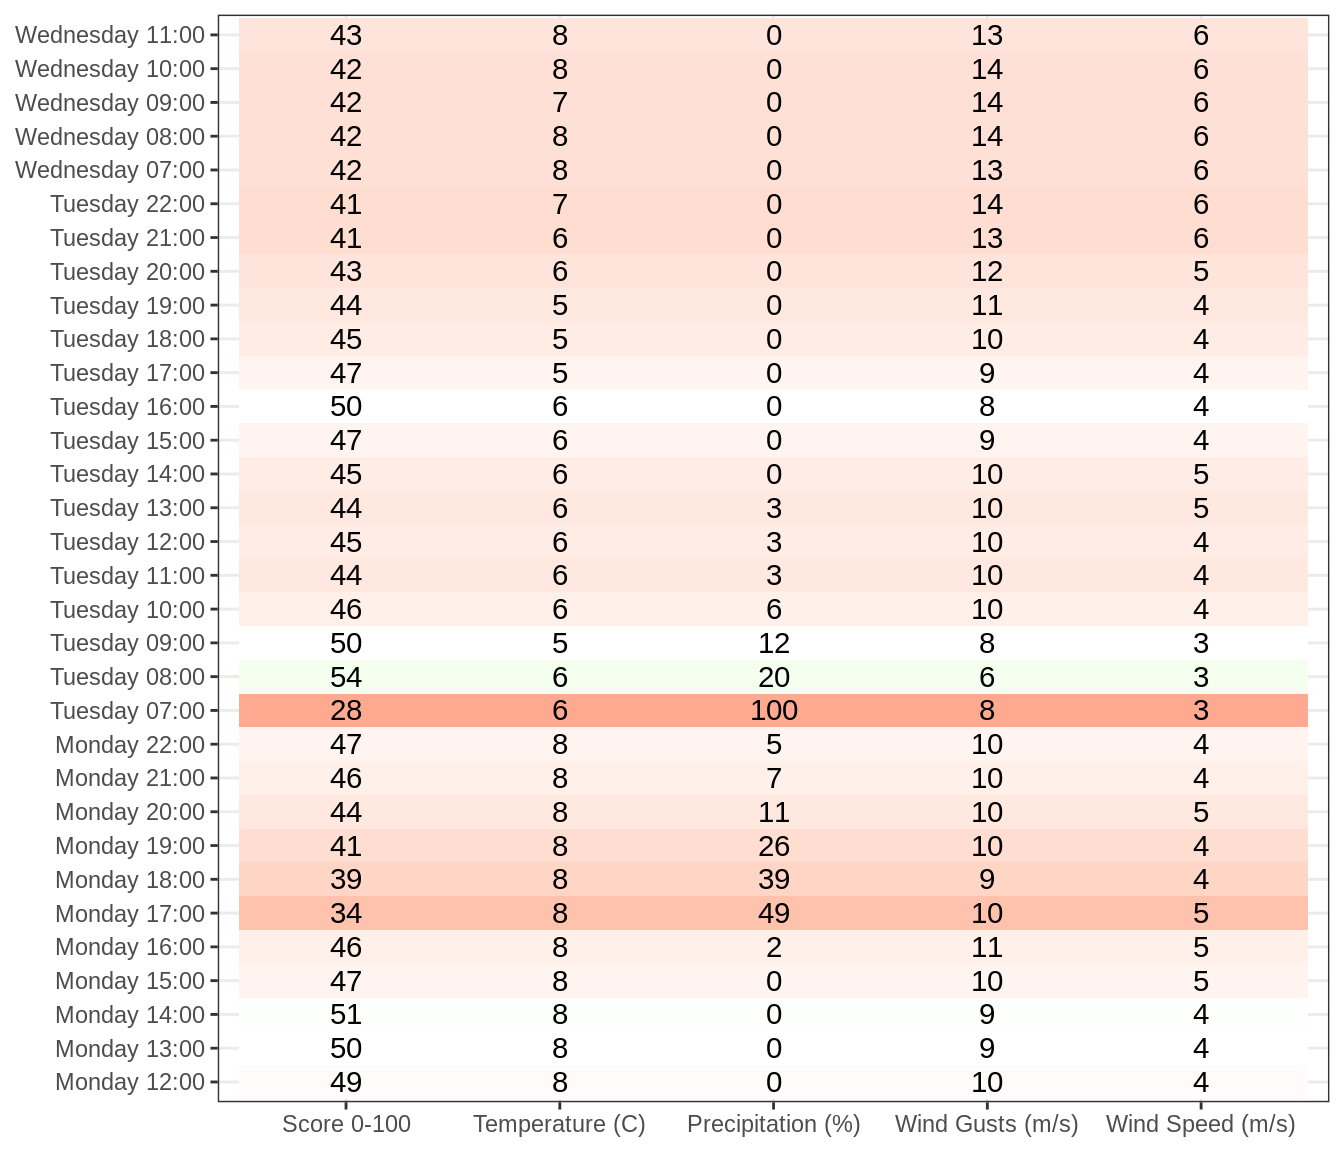 Wednesday 11:00 43 8 0 13 6
Wednesday 10:00 42 8 0 14 6
Wednesday 09:00 42 7 0 14 6
Wednesday 08:00 42 8 0 14 6
Wednesday 07:00 42 8 0 13 6
Tuesday 22:00 41 7 0 14 6
Tuesday 21:00 41 6 0 13 6
Tuesday 20:00 43 6 0 12 5
Tuesday 19:00 44 5 0 11 4
Tuesday 18:00 45 5 0 10 4
Tuesday 17:00 47 5 0 9 4
Tuesday 16:00 50 6 0 8 4
Tuesday 15:00 47 6 0 9 4
Tuesday 14:00 45 6 0 10 5
Tuesday 13:00 44 6 3 10 5
Tuesday 12:00 45 6 3 10 4
Tuesday 11:00 44 6 3 10 4
Tuesday 10:00 46 6 6 10 4
Tuesday 09:00 50 5 12 8 3
Tuesday 08:00 54 6 20 6 3
Tuesday 07:00 28 6 100 8 3
Monday 22:00 47 8 5 10 4
Monday 21:00 46 8 7 10 4
Monday 20:00 44 8 11 10 5
Monday 19:00 41 8 26 10 4
Monday 18:00 39 8 39 9 4
Monday 17:00 34 8 49 10 5
Monday 16:00 46 8 2 11 5
Monday 15:00 47 8 0 10 5
Monday 14:00 51 8 0 9 4
Monday 13:00 50 8 0 9 4
Monday 12:00 49 8 0 10 4
Score 0-100 Temperature (C) Precipitation (%) Wind Gusts (m/s) Wind Speed (m/s)